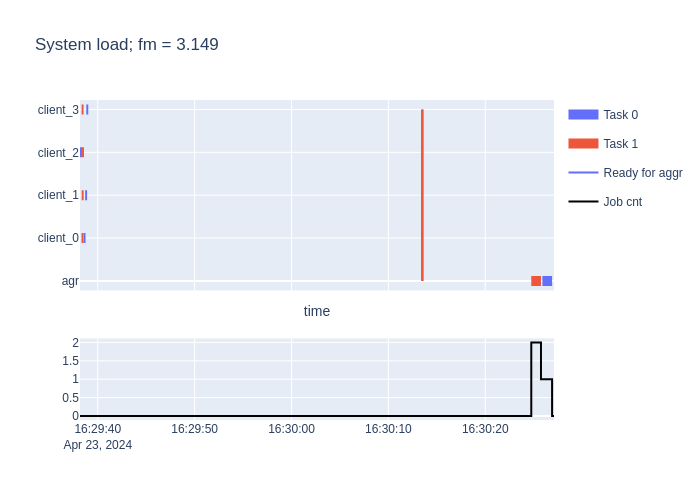 System load; fm = 3.149
client_3
client_2
client_1
client_0
agr
Task 0
Task 1
Ready for aggr
Job cnt
time
2
1.5
1
0.5
0
16:29:40
Apr 23, 2024
16:29:50
16:30:00
16:30:10
16:30:20